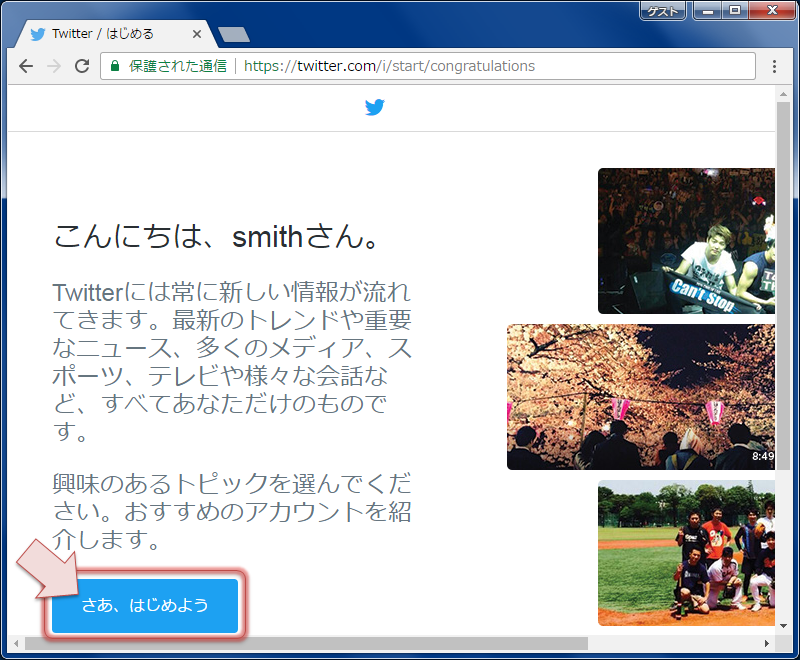 ゲスト
Twitter / はじめる
保護された通信 | https://twitter.com/i/start/congratulations
こんにちは、smithさん。
Twitterには常に新しい情報が流れ
てきます。最新のトレンドや重要
なニュース、多くのメディア、ス
ポーツ、テレビや様々な会話な
ど、すべてあなただけのもので
す。
興味のあるトピックを選んでくだ
さい。おすすめのアカウントを紹
介します。
さあ、はじめよう
Can't Stop
8:49